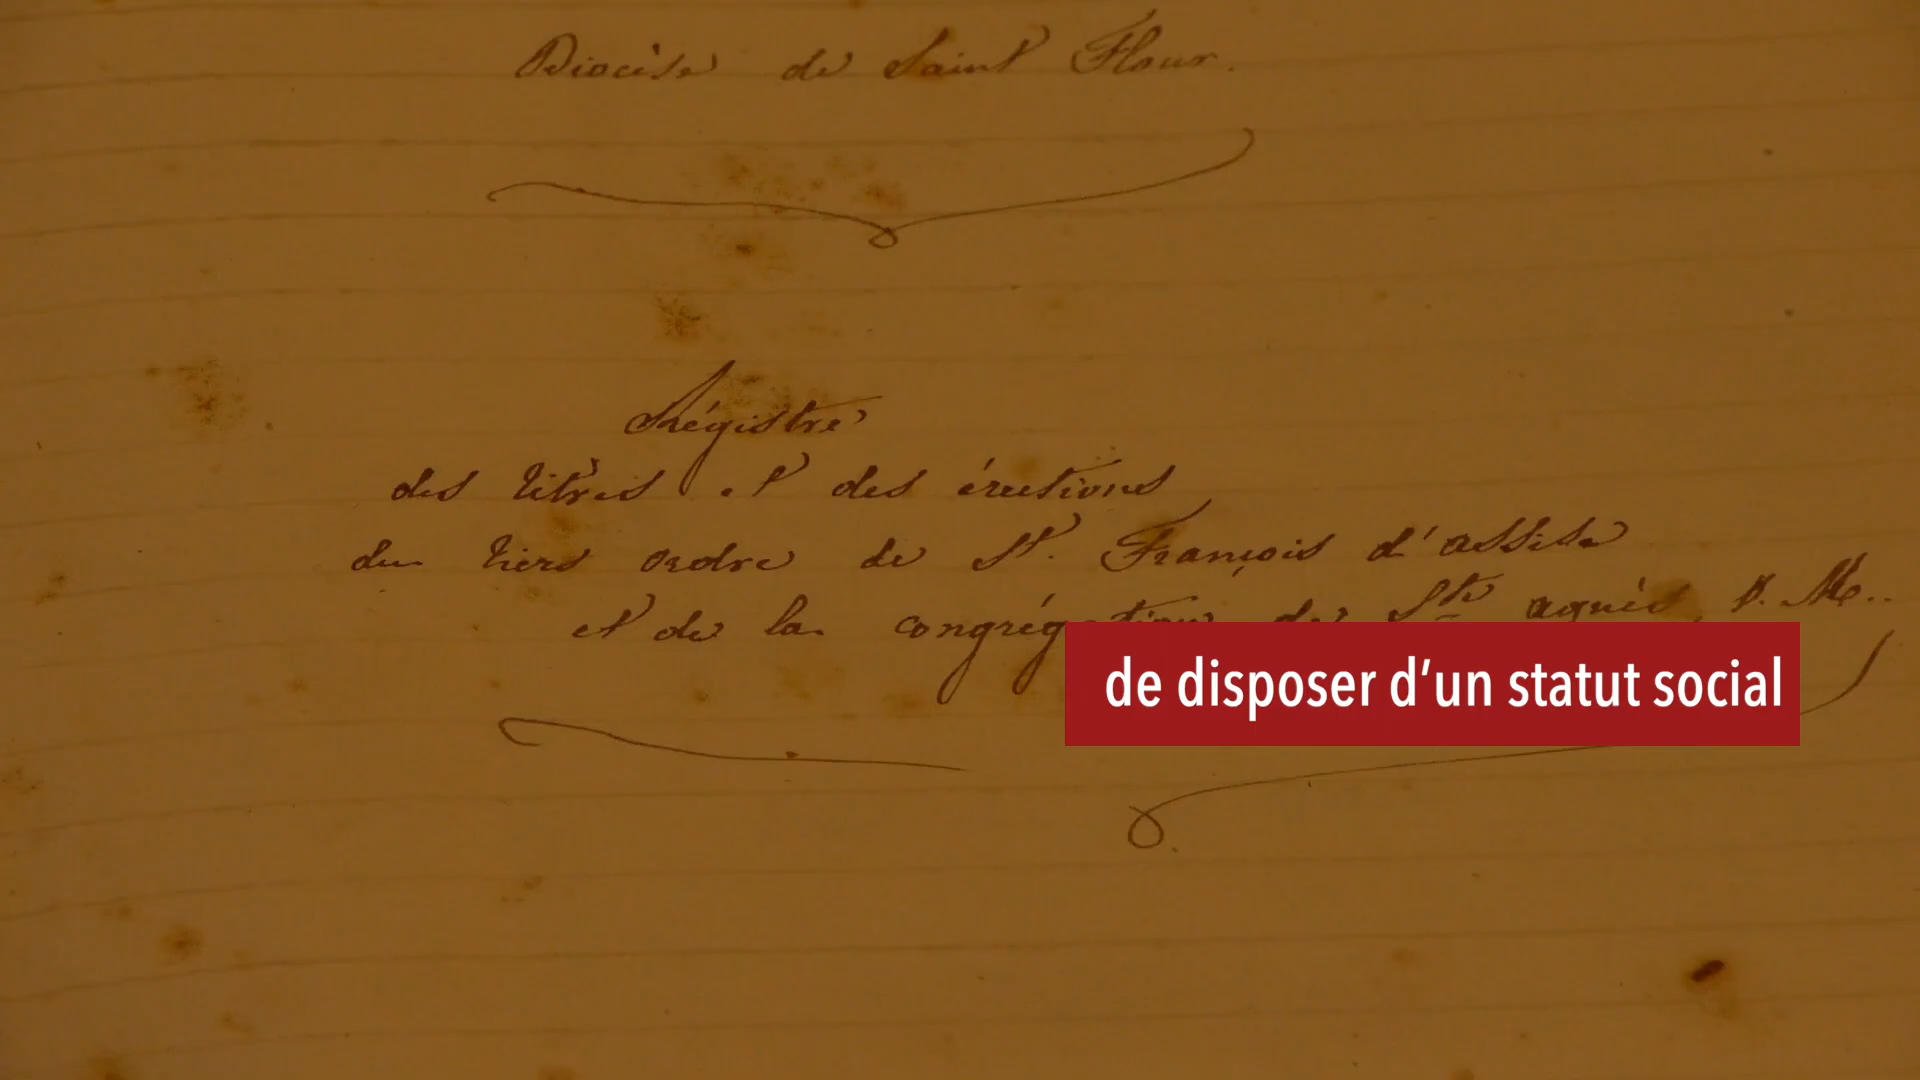 Diocèse de Saint Flour.
Régistre
des titres et des érections
du tiers ordre de St. François d'assise
et de la congrégation de Ste agnès, V. M..
de disposer d'un statut social